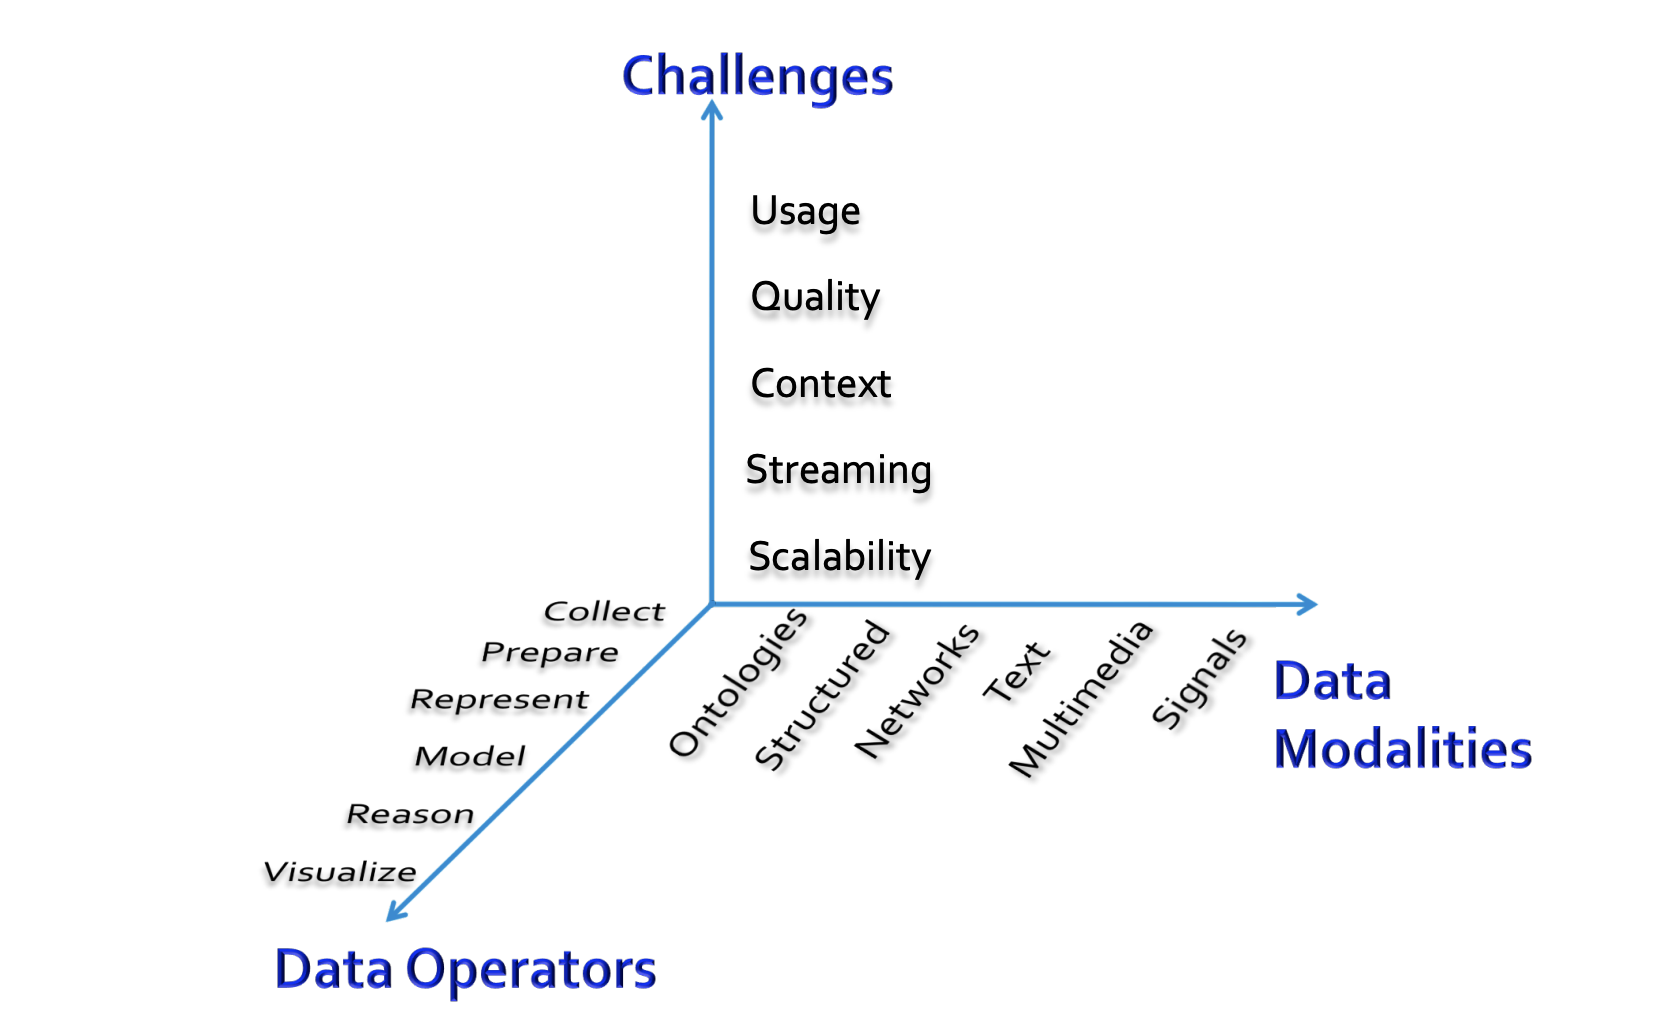 Challenges
Usage
Quality
Context
Streaming
Scalability
Collect
Prepare
Represent
Model
Reason
Visualize
Ontologies
Structured
Networks
Text
Multimedia
Signals
Data
Modalities
Data Operators